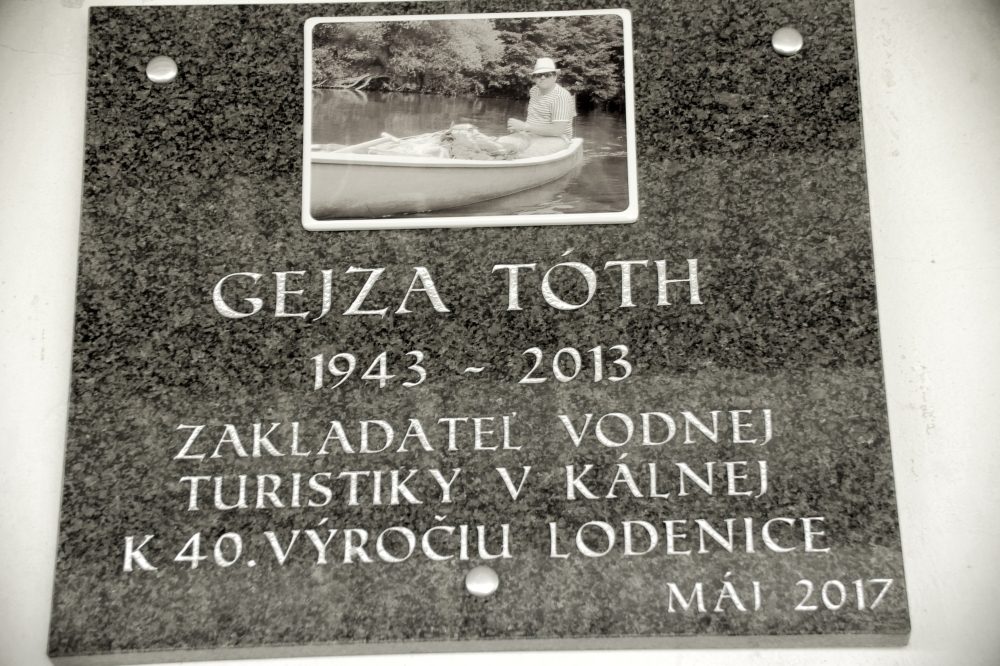 GEJZA TÓTH
1943 - 2013
ZAKLADATEĽ VODNEJ
TURISTIKY V KÁLNEJ
K 40. VÝROČIU LODENICE
MÁJ 2017